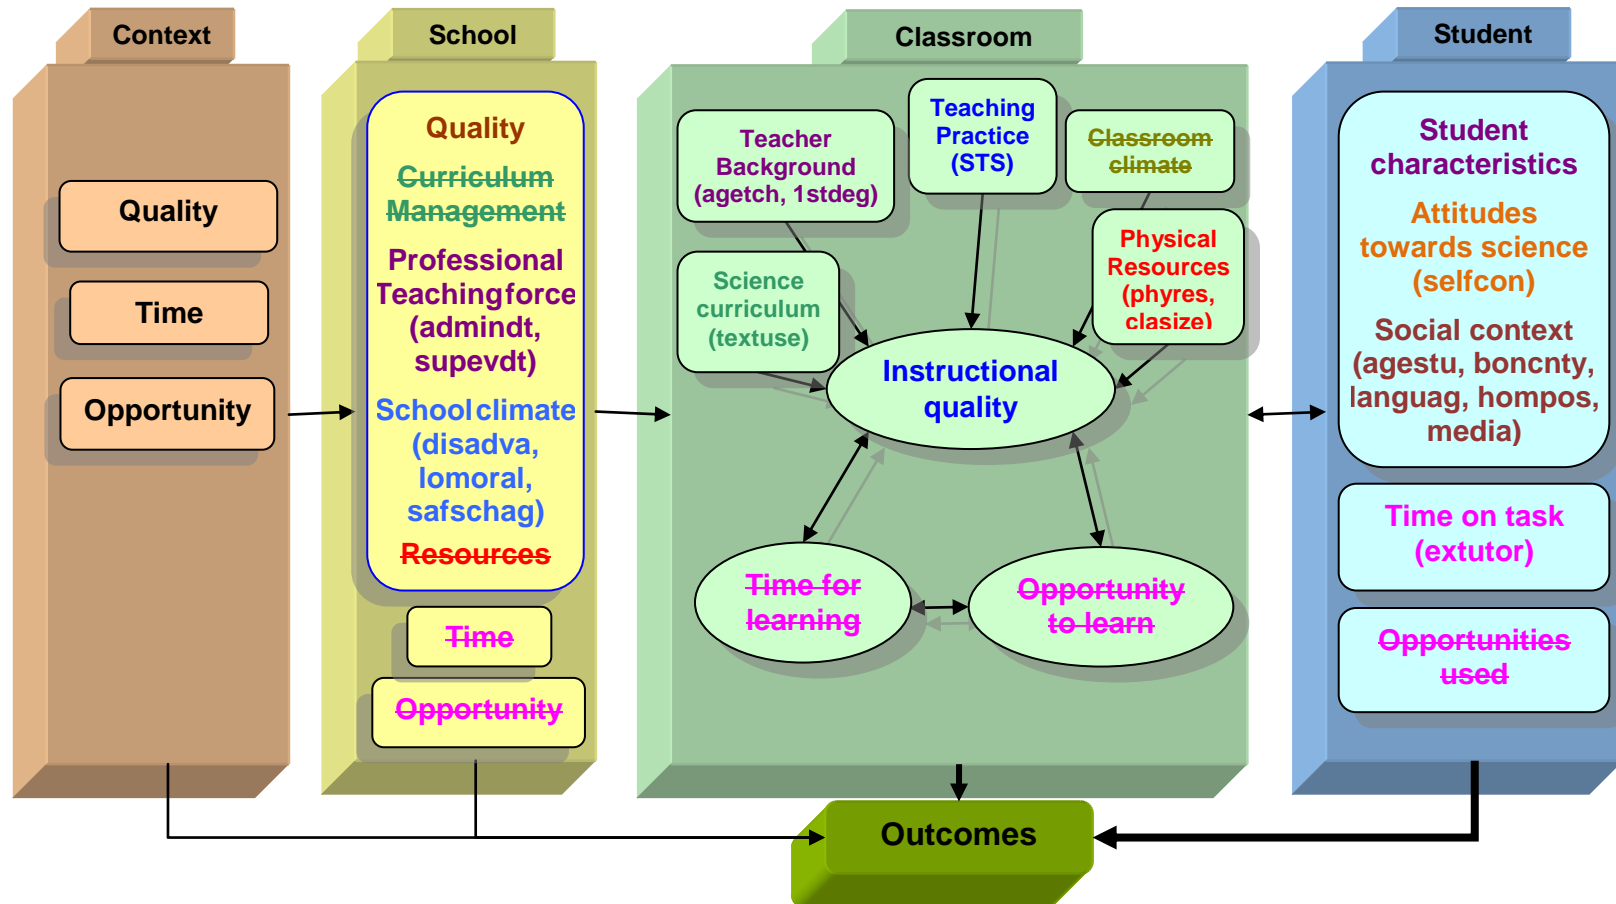 Context
Quality
Time
Opportunity
School
Quality
Curriculum
Management
Professional
Teaching force
(admindt,
supevdt)
School climate
(disadva,
lomoral,
safschag)
Resources
Time
Opportunity
Classroom
Teacher
Background
(agetch, 1stdeg)
Teaching
Practice
(STS)
Classroom
climate
Science
curriculum
(textuse)
Physical
Resources
(phyres,
clasize)
Instructional
quality
Time for
learning
Opportunity
to learn
Student
Student
characteristics
Attitudes
towards science
(selfcon)
Social context
(agestu, boncnty,
languag, hompos,
media)
Time on task
(extutor)
Opportunities
used
Outcomes